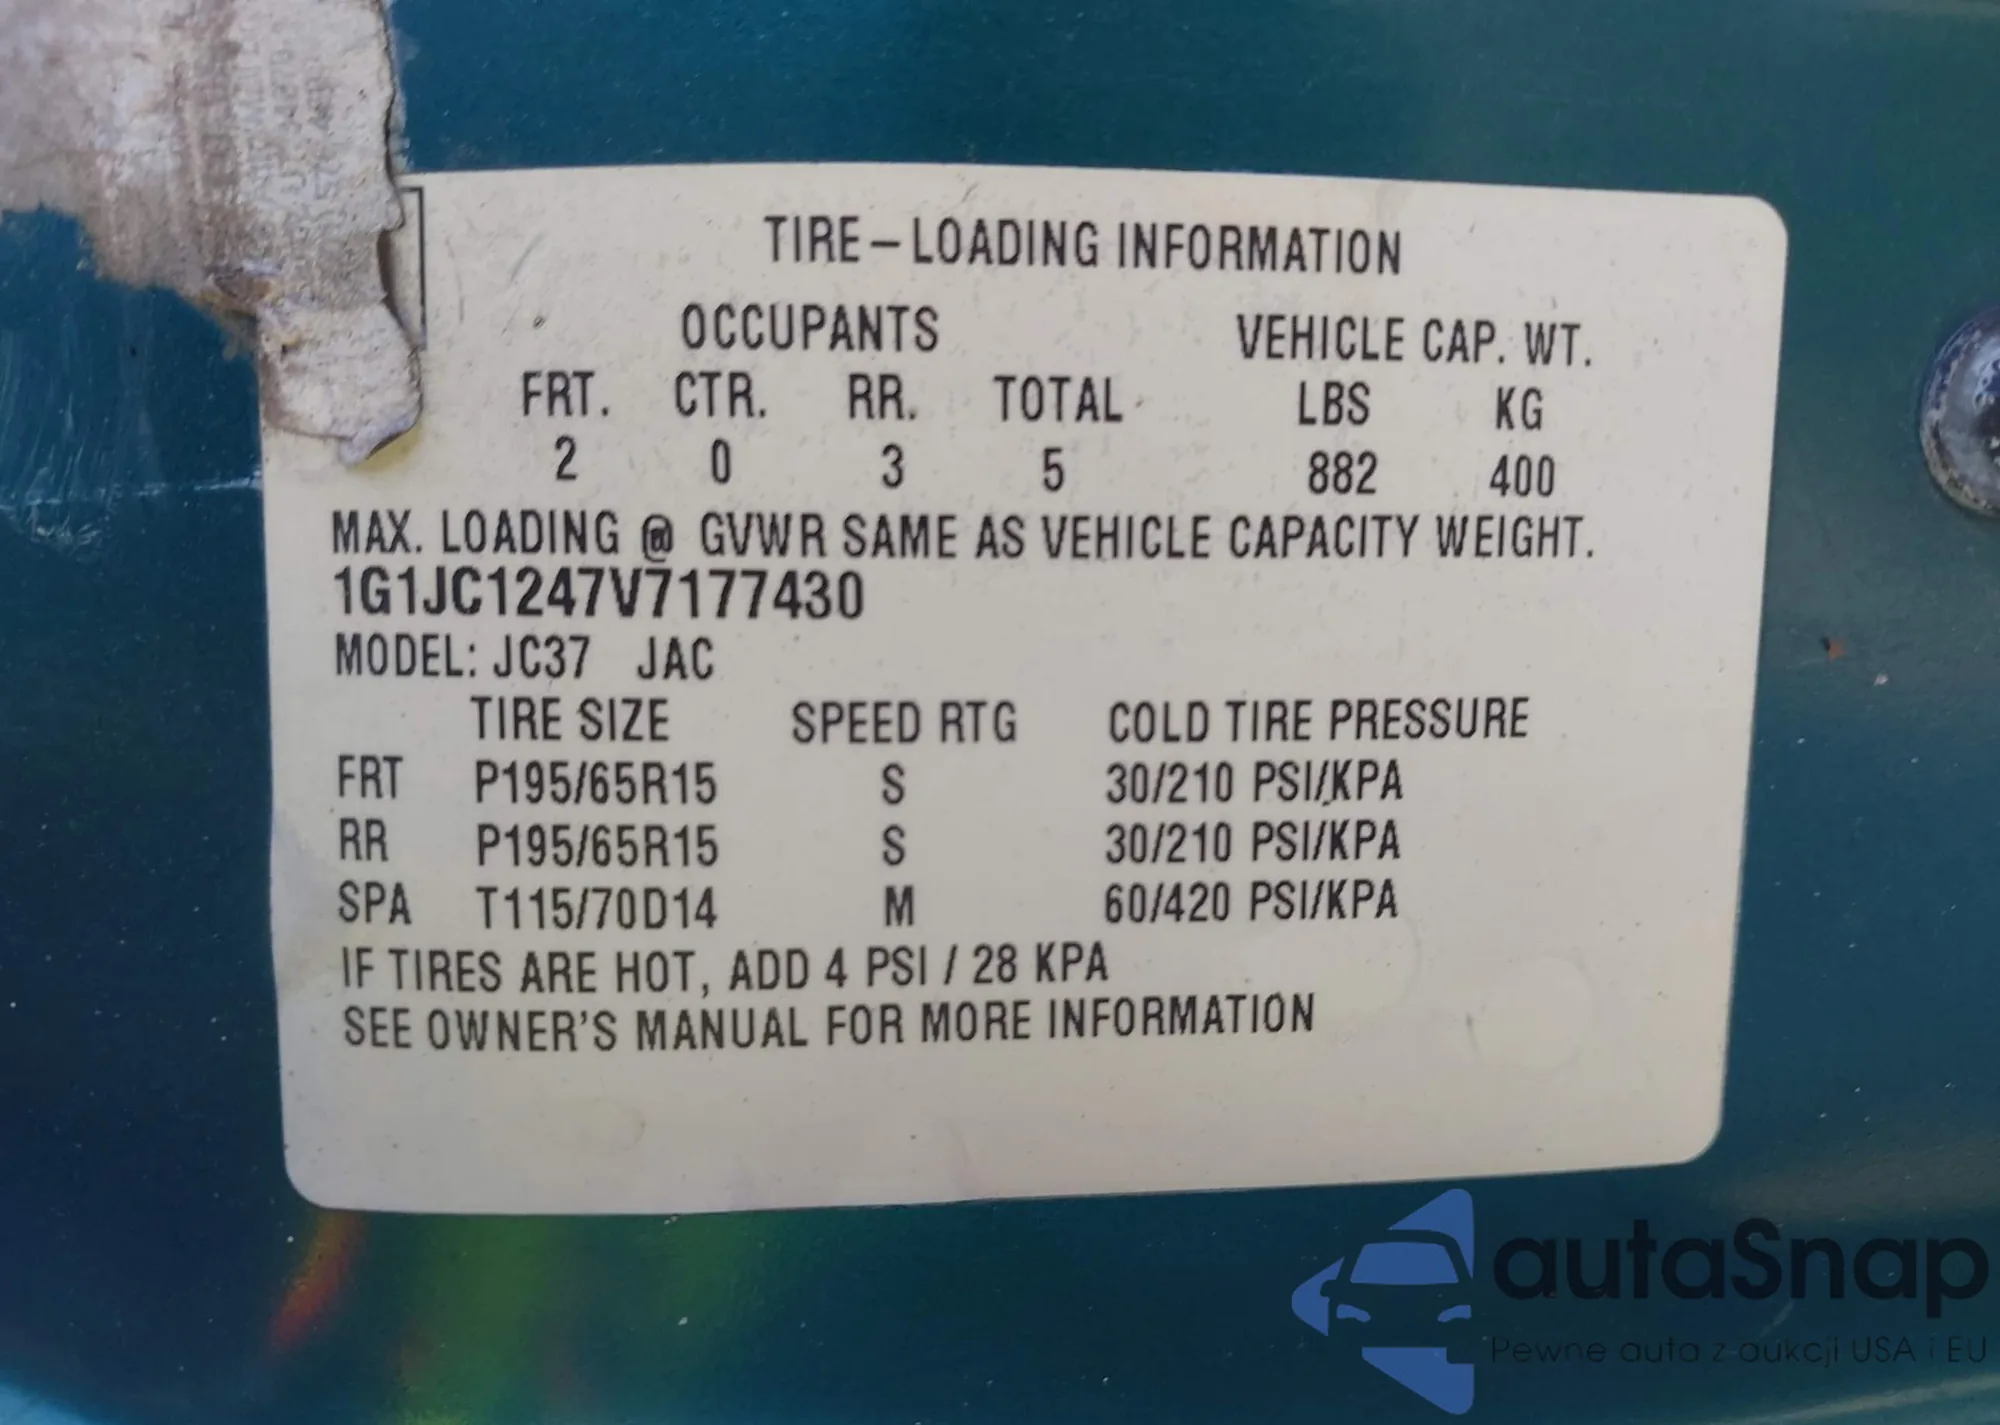 TIRE – LOADING INFORMATION
OCCUPANTS VEHICLE CAP. WT.
FRT. CTR. RR. TOTAL LBS KG
2 0 3 5 882 400
MAX. LOADING @ GVWR SAME AS VEHICLE CAPACITY WEIGHT.
1G1JC1247V7177430
MODEL: JC37 JAC
TIRE SIZE SPEED RTG COLD TIRE PRESSURE
FRT P195/65R15 S 30/210 PSI/KPA
RR P195/65R15 S 30/210 PSI/KPA
SPA T115/70D14 M 60/420 PSI/KPA
IF TIRES ARE HOT, ADD 4 PSI / 28 KPA
SEE OWNER'S MANUAL FOR MORE INFORMATION
autaSnap
Pewne auta z aukcji USA i EU